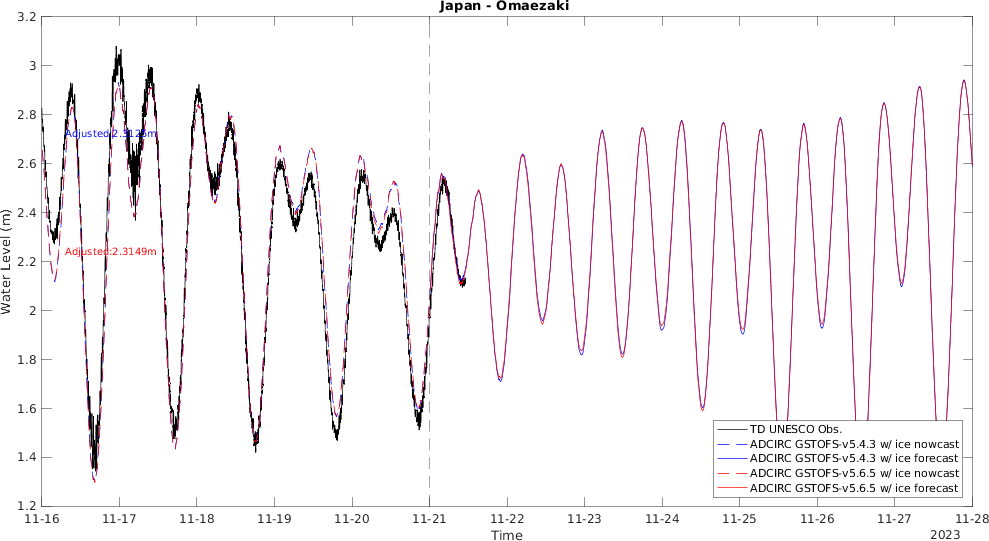 Japan - Omaezaki
3.2
3
2.8
2.6
2.4
2.2
2
1.8
1.6
1.4
1.2
Water Level (m)
Adjusted:2.3125m
Adjusted:2.3149m
TD UNESCO Obs.
ADCIRC GSTOFS-v5.4.3 w/ ice nowcast
ADCIRC GSTOFS-v5.4.3 w/ ice forecast
ADCIRC GSTOFS-v5.6.5 w/ ice nowcast
ADCIRC GSTOFS-v5.6.5 w/ ice forecast
11-16 11-17 11-18 11-19 11-20 11-21 11-22 11-23 11-24 11-25 11-26 11-27 11-28
Time
2023